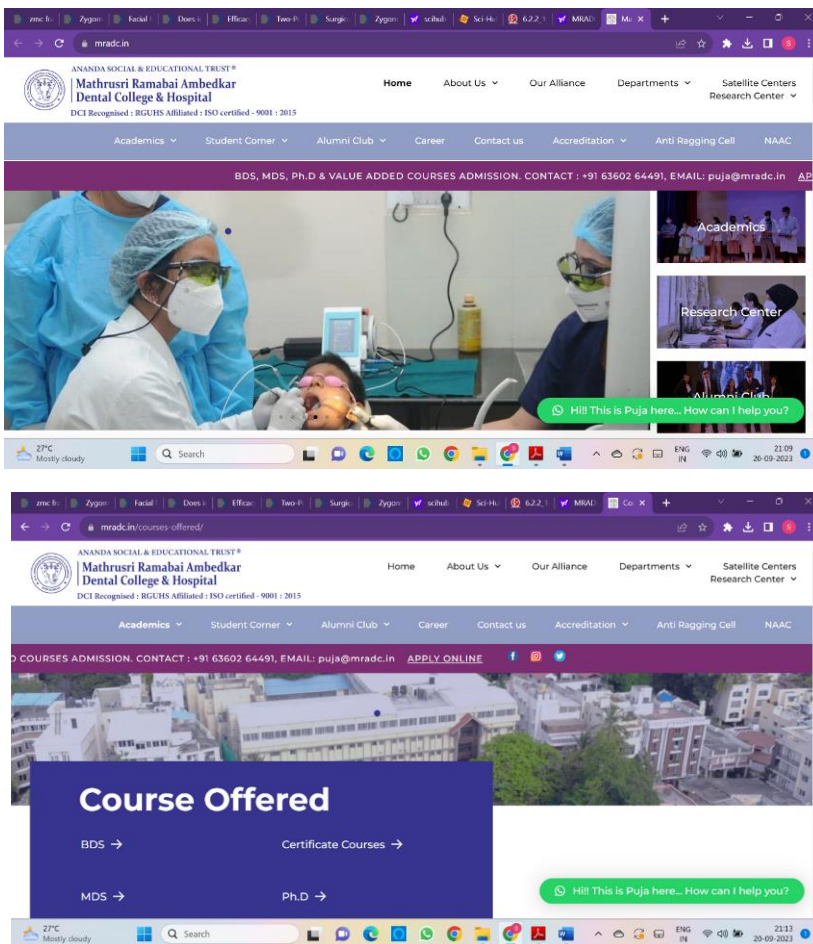 zmc fo
Zygom
Facial
Does i
Efficac
Two-P
Surgic
Zygom
scihub
Sci-Hu
6.2.2_1
MRAD
Ma
mradc.in
ANANDA SOCIAL & EDUCATIONAL TRUST®
Mathrusri Ramabai Ambedkar
Dental College & Hospital
DCI Recognised : RGUHS Affiliated : ISO certified - 9001 : 2015
Home About Us Our Alliance Departments Satellite Centers
Research Center
Academics Student Corner Alumni Club Career Contact us Accreditation Anti Ragging Cell NAAC
BDS, MDS, Ph.D & VALUE ADDED COURSES ADMISSION. CONTACT : +91 63602 64491, EMAIL: puja@mradc.in AP
Academics
Research Center
Alumni Club
Hi!! This is Puja here... How can I help you?
27°C
Mostly cloudy
Search
ENG
IN
21:09
20-09-2023
Zygom
Facial
Does i
Efficac
Two-P
Surgic
Zygom
scihub
Sci-Hu
6.2.2_1
MRAD
Co
mradc.in/courses-offered/
ANANDA SOCIAL & EDUCATIONAL TRUST®
Mathrusri Ramabai Ambedkar
Dental College & Hospital
DCI Recognised : RGUHS Affiliated : ISO certified - 9001 : 2015
Home About Us Our Alliance Departments Satellite Centers
Research Center
Academics Student Corner Alumni Club Career Contact us Accreditation Anti Ragging Cell NAAC
COURSES ADMISSION. CONTACT : +91 63602 64491, EMAIL: puja@mradc.in APPLY ONLINE
Course Offered
BDS → Certificate Courses →
MDS → Ph.D →
Hi!! This is Puja here... How can I help you?
27°C
Mostly cloudy
Search
ENG
IN
21:13
20-09-2023